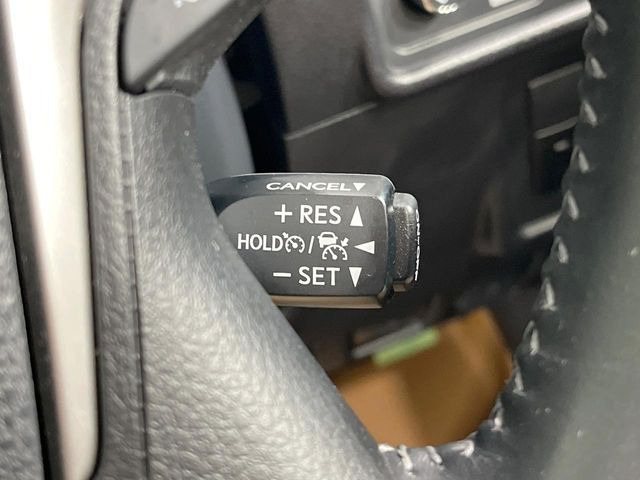 CANCEL▼
+ RES ▲
HOLD / ◄
− SET ▼